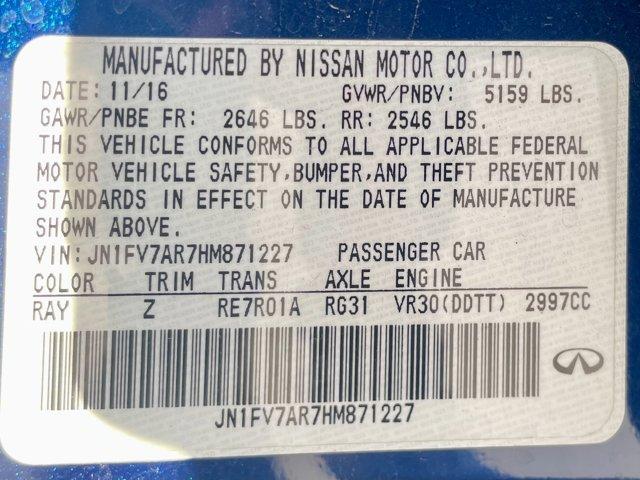 MANUFACTURED BY NISSAN MOTOR CO.,LTD.
DATE: 11/16 GVWR/PNBV: 5159 LBS.
GAWR/PNBE FR: 2646 LBS. RR: 2546 LBS.
THIS VEHICLE CONFORMS TO ALL APPLICABLE FEDERAL
MOTOR VEHICLE SAFETY,BUMPER,AND THEFT PREVENTION
STANDARDS IN EFFECT ON THE DATE OF MANUFACTURE
SHOWN ABOVE.
VIN:JN1FV7AR7HM871227 PASSENGER CAR
COLOR TRIM TRANS AXLE ENGINE
RAY Z RE7R01A RG31 VR30(DDTT) 2997CC
JN1FV7AR7HM871227